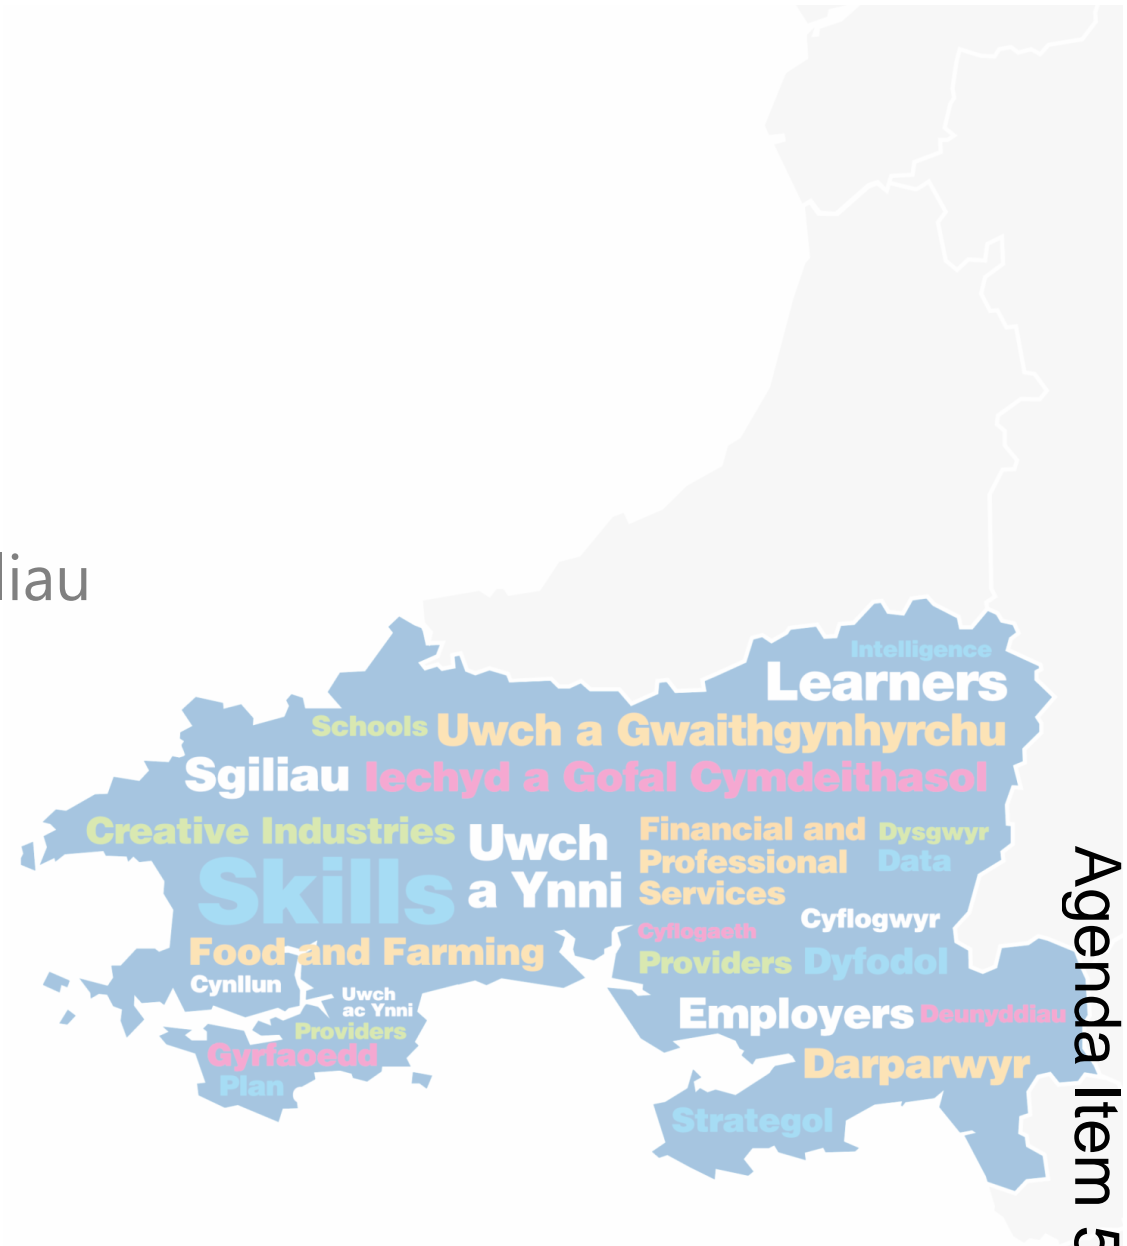 liau
Intelligence
Learners
Schools
Uwch a Gwaithgynhyrchu
Sgiliau
Iechyd a Gofal Cymdeithasol
Creative Industries
Uwch
a Ynni
Financial and
Professional
Services
Dysgwyr
Data
Skills
Cyflogaeth
Cyflogwyr
Food and Farming
Providers
Dyfodol
Cynllun
Uwch
ac Ynni
Providers
Employers
Deunyddiau
Gyrfaoedd
Darparwyr
Plan
Strategol
Agenda Item 5